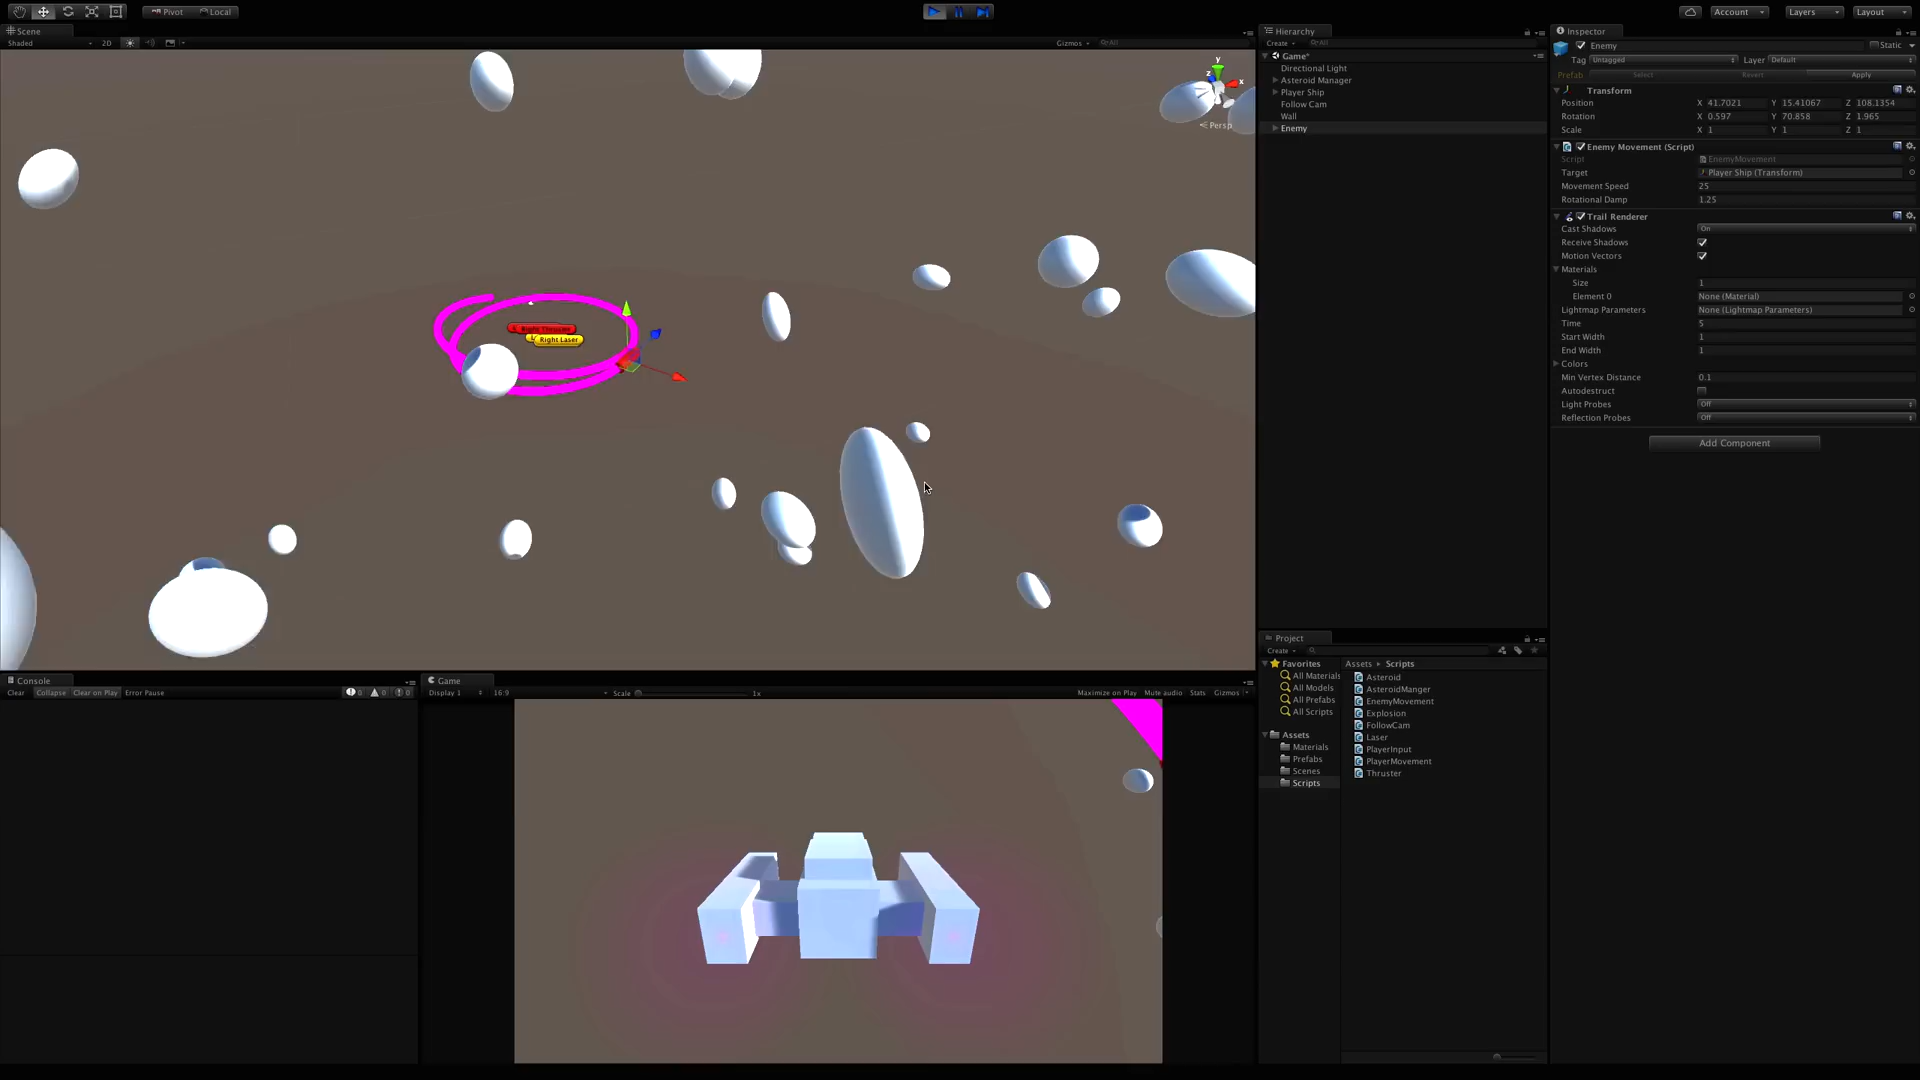 Pivot Local
Account Layers Layout
Scene
Shaded 2D Gizmos All
y
z x
Persp
Right Thruster
Right Laser
Hierarchy
Create All
Game*
Directional Light
Asteroid Manager
Player Ship
Follow Cam
Wall
Enemy
Inspector
Enemy Static
Tag Untagged Layer Default
Prefab Select Revert Apply
Transform
Position X 41.7021 Y 15.41067 Z 108.1354
Rotation X 0.597 Y 70.858 Z 1.965
Scale X 1 Y 1 Z 1
Enemy Movement (Script)
Script EnemyMovement
Target Player Ship (Transform)
Movement Speed 25
Rotational Damp 1.25
Trail Renderer
Cast Shadows On
Receive Shadows
Motion Vectors
Materials
Size 1
Element 0 None (Material)
Lightmap Parameters None (Lightmap Parameters)
Time 5
Start Width 1
End Width 1
Colors
Min Vertex Distance 0.1
Autodestruct
Light Probes Off
Reflection Probes Off
Add Component
Project
Create
Favorites
All Materials
All Models
All Prefabs
All Scripts
Assets
Materials
Prefabs
Scenes
Scripts
Assets Scripts
Asteroid
AsteroidManger
EnemyMovement
Explosion
FollowCam
Laser
PlayerInput
PlayerMovement
Thruster
Console
Clear Collapse Clear on Play Error Pause 0 0 0
Game
Display 1 16:9 Scale 1x Maximize on Play Mute audio Stats Gizmos